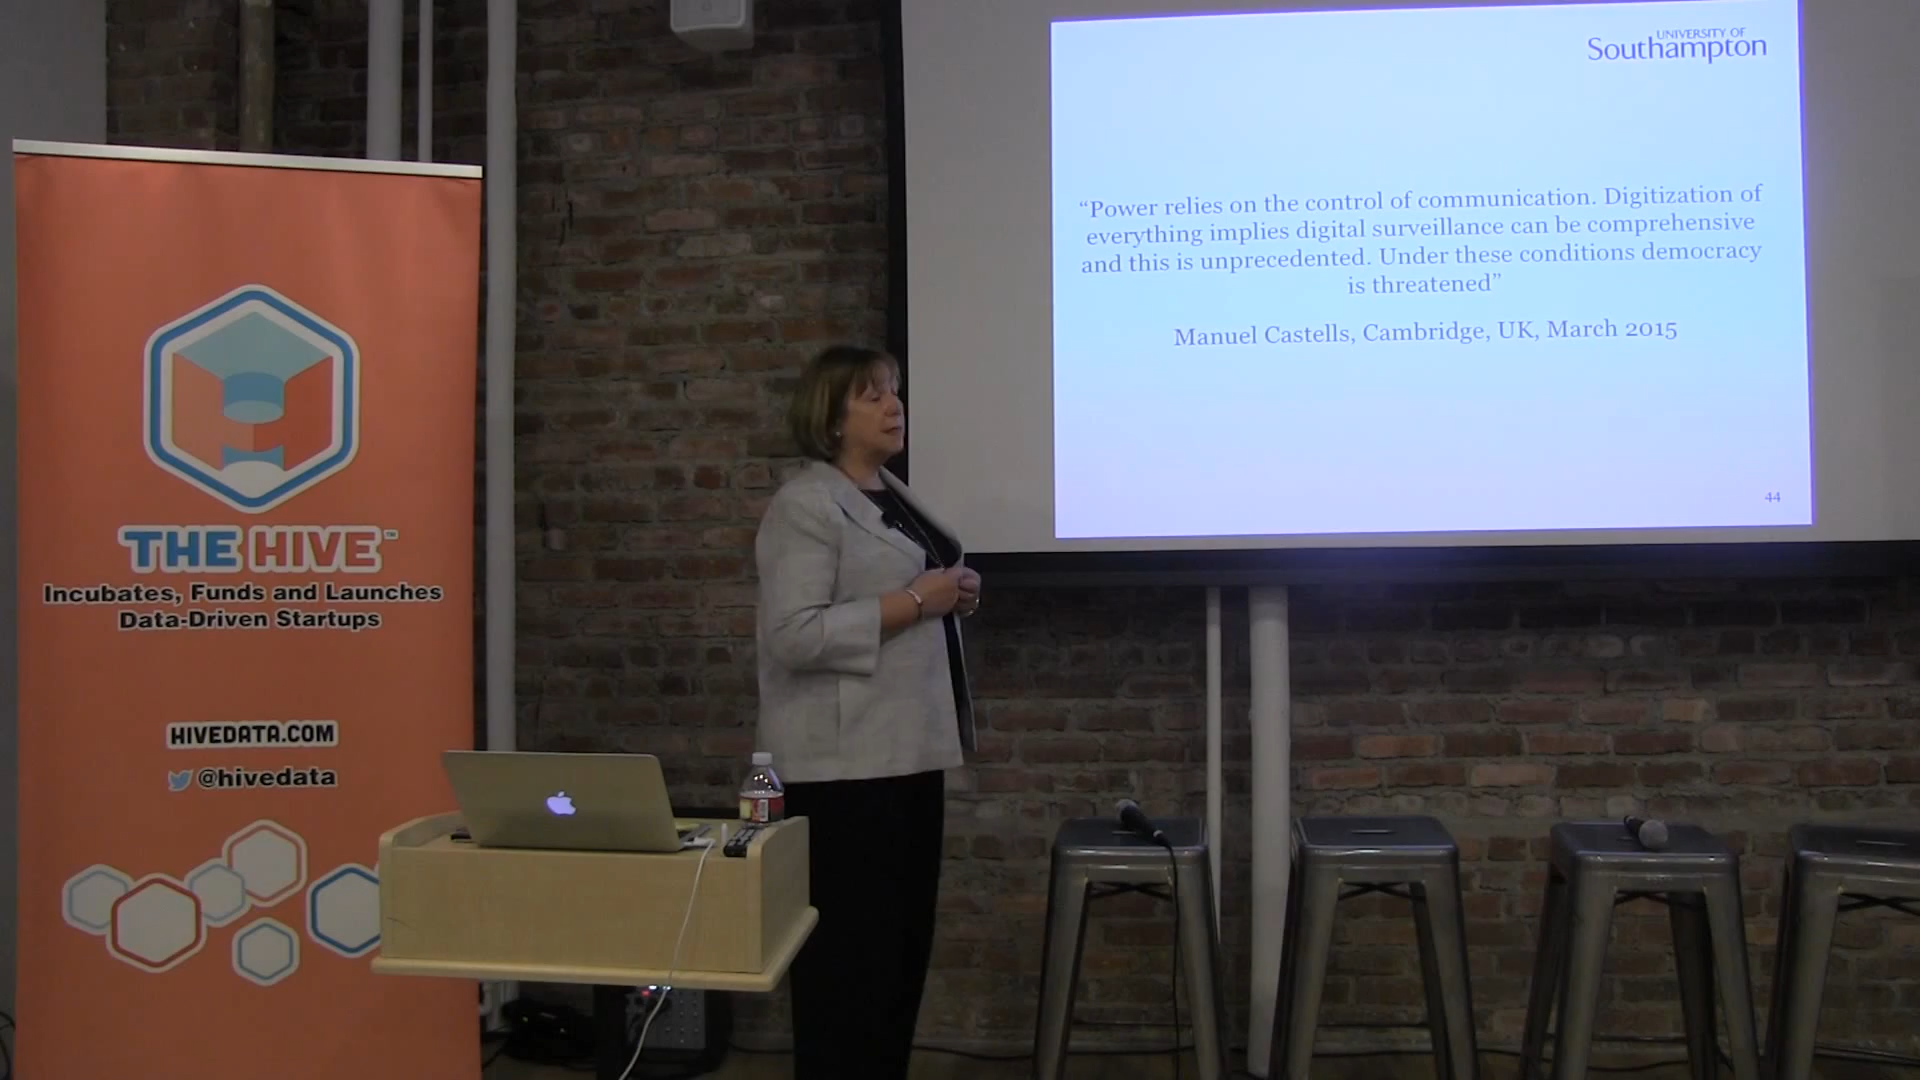 THE HIVE™
Incubates, Funds and Launches
Data-Driven Startups
HIVEDATA.COM
@hivedata
UNIVERSITY OF
Southampton
“Power relies on the control of communication. Digitization of
everything implies digital surveillance can be comprehensive
and this is unprecedented. Under these conditions democracy
is threatened”
Manuel Castells, Cambridge, UK, March 2015
44